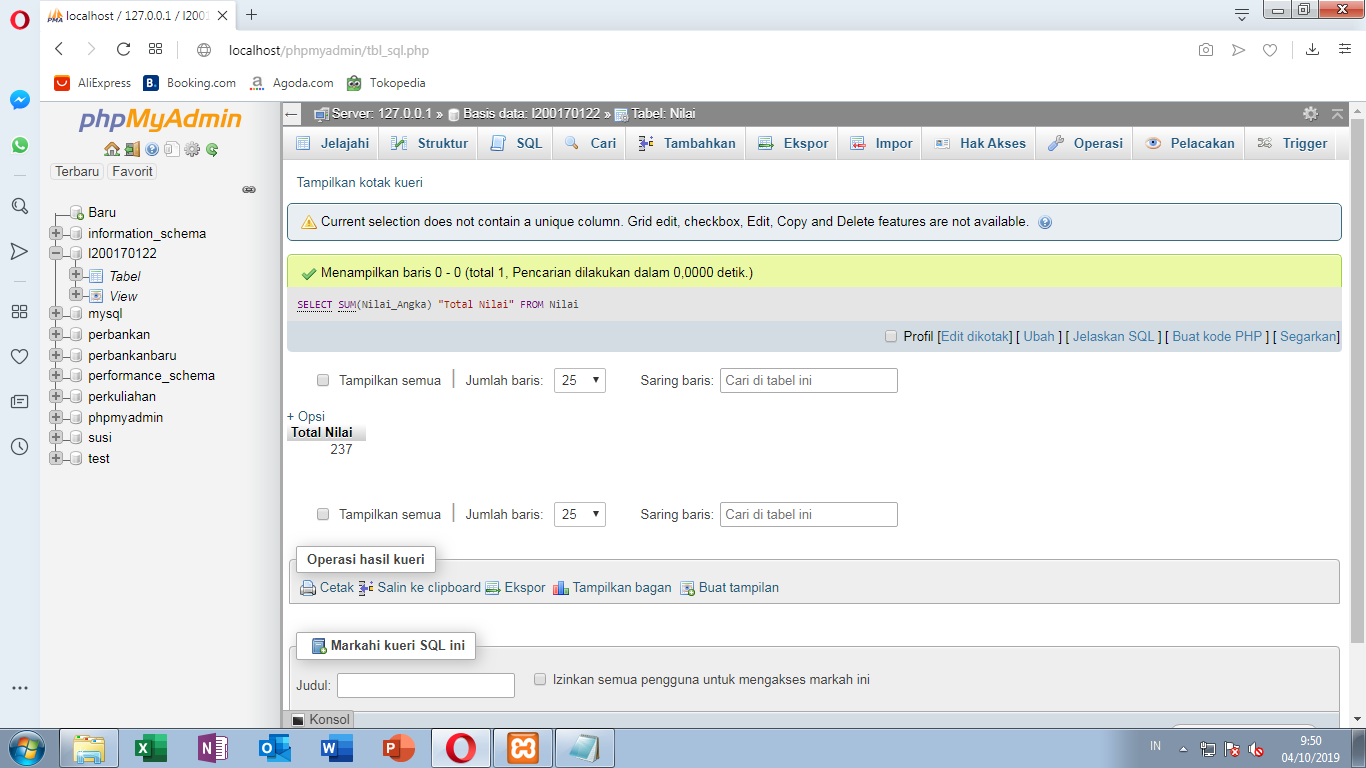 localhost / 127.0.0.1 / l2001
localhost/phpmyadmin/tbl_sql.php
AliExpress Booking.com Agoda.com Tokopedia
phpMyAdmin
Terbaru Favorit
Baru
information_schema
l200170122
Tabel
View
mysql
perbankan
perbankanbaru
performance_schema
perkuliahan
phpmyadmin
susi
test
Server: 127.0.0.1 » Basis data: l200170122 » Tabel: Nilai
Jelajahi Struktur SQL Cari Tambahkan Ekspor Impor Hak Akses Operasi Pelacakan Trigger
Tampilkan kotak kueri
Current selection does not contain a unique column. Grid edit, checkbox, Edit, Copy and Delete features are not available.
Menampilkan baris 0 - 0 (total 1, Pencarian dilakukan dalam 0,0000 detik.)
SELECT SUM(Nilai_Angka) "Total Nilai" FROM Nilai
Profil [Edit dikotak] [ Ubah ] [ Jelaskan SQL ] [ Buat kode PHP ] [ Segarkan]
Tampilkan semua Jumlah baris: 25 Saring baris: Cari di tabel ini
+ Opsi
Total Nilai
237
Tampilkan semua Jumlah baris: 25 Saring baris: Cari di tabel ini
Operasi hasil kueri
Cetak Salin ke clipboard Ekspor Tampilkan bagan Buat tampilan
Markahi kueri SQL ini
Judul: Izinkan semua pengguna untuk mengakses markah ini
Konsol
IN 9:50
04/10/2019